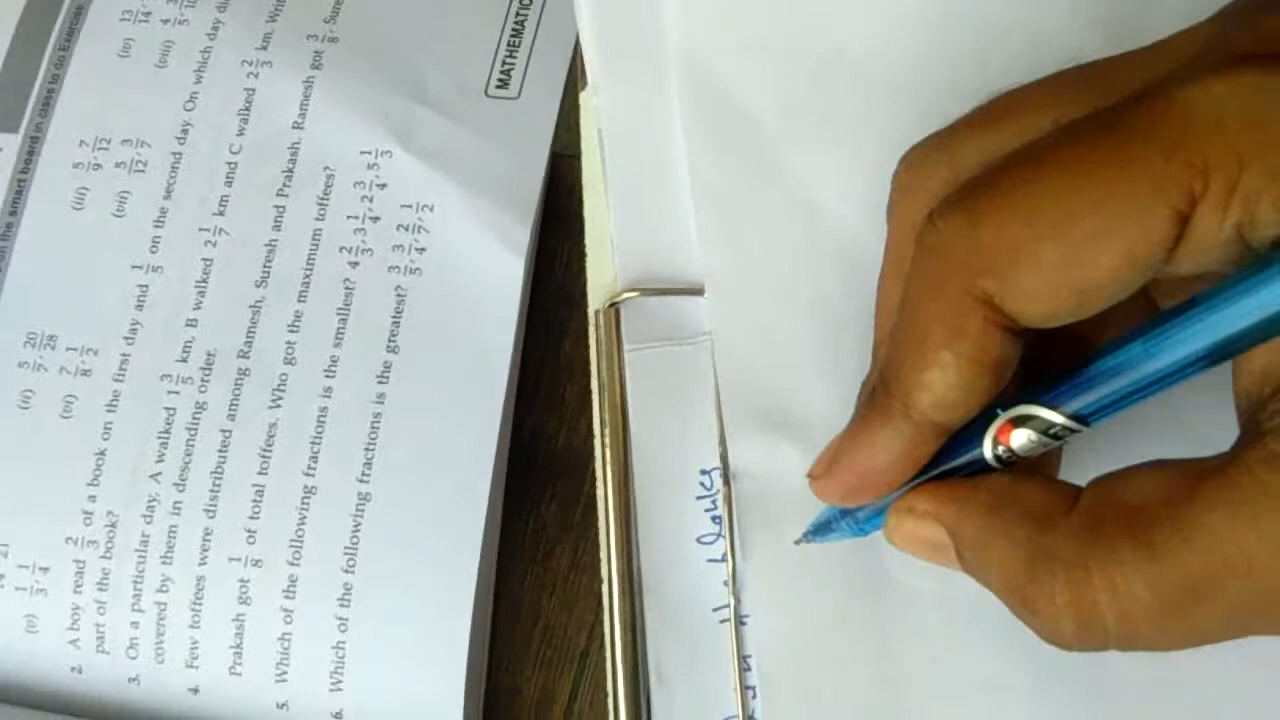 on the smart board in class to do Exercise
(ii) 5/7, 20/28 (iii) 5/9, 7/12 (iv) 13/14,
(v) 1/3, 1/4 (vi) 7/8, 1/2 (vii) 5/12, 3/7 (viii) 4/5, 3/10
2. A boy read 2/3 of a book on the first day and 1/5 on the second day. On which day di
part of the book?
3. On a particular day, A walked 1 3/5 km, B walked 2 1/7 km and C walked 2 2/3 km. Wri
covered by them in descending order.
4. Few toffees were distributed among Ramesh, Suresh and Prakash. Ramesh got 3/8, Sure
Prakash got 1/8 of total toffees. Who got the maximum toffees?
5. Which of the following fractions is the smallest? 4 2/3, 3 1/4, 2 3/4, 5 1/3
6. Which of the following fractions is the greatest? 3/5, 3/4, 2/7, 1/2
MATHEMATIC
blanks